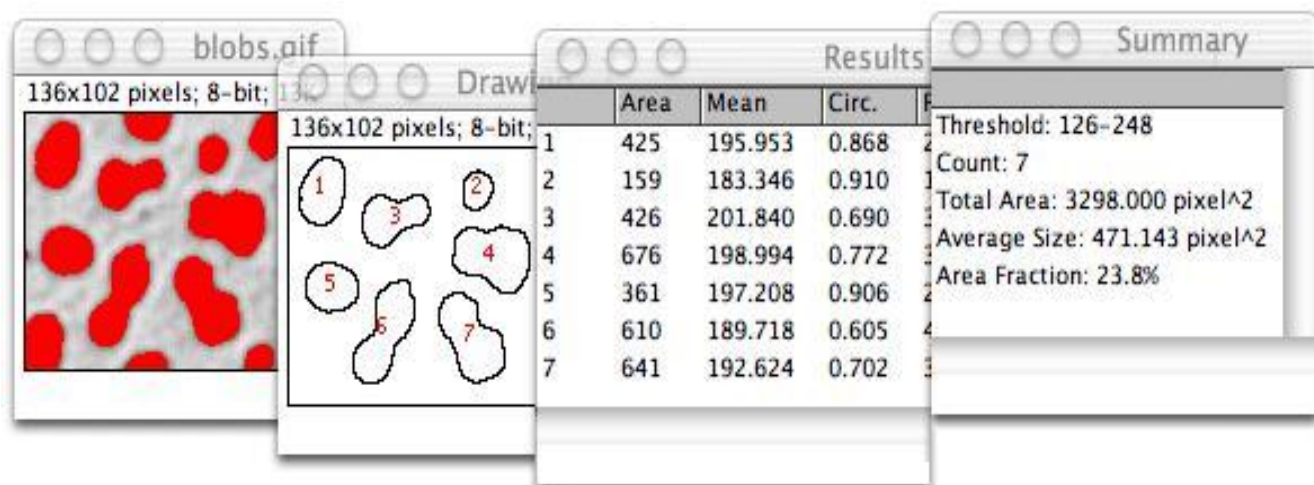 blobs.gif
136x102 pixels; 8-bit; 13K
Drawing
136x102 pixels; 8-bit;
1
2
3
4
5
6
7
Results
Area Mean Circ.
1 425 195.953 0.868
2 159 183.346 0.910
3 426 201.840 0.690
4 676 198.994 0.772
5 361 197.208 0.906
6 610 189.718 0.605
7 641 192.624 0.702
Summary
Threshold: 126-248
Count: 7
Total Area: 3298.000 pixel^2
Average Size: 471.143 pixel^2
Area Fraction: 23.8%